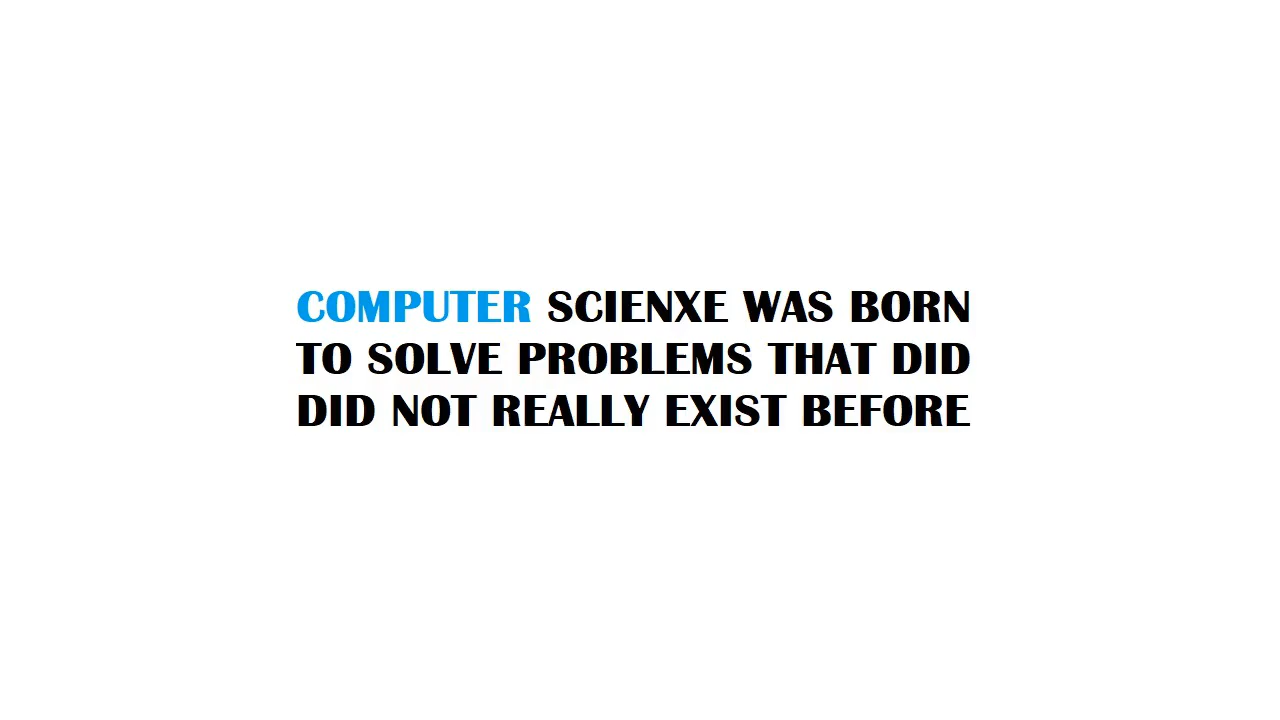 COMPUTER SCIENXE WAS BORN
TO SOLVE PROBLEMS THAT DID
DID NOT REALLY EXIST BEFORE